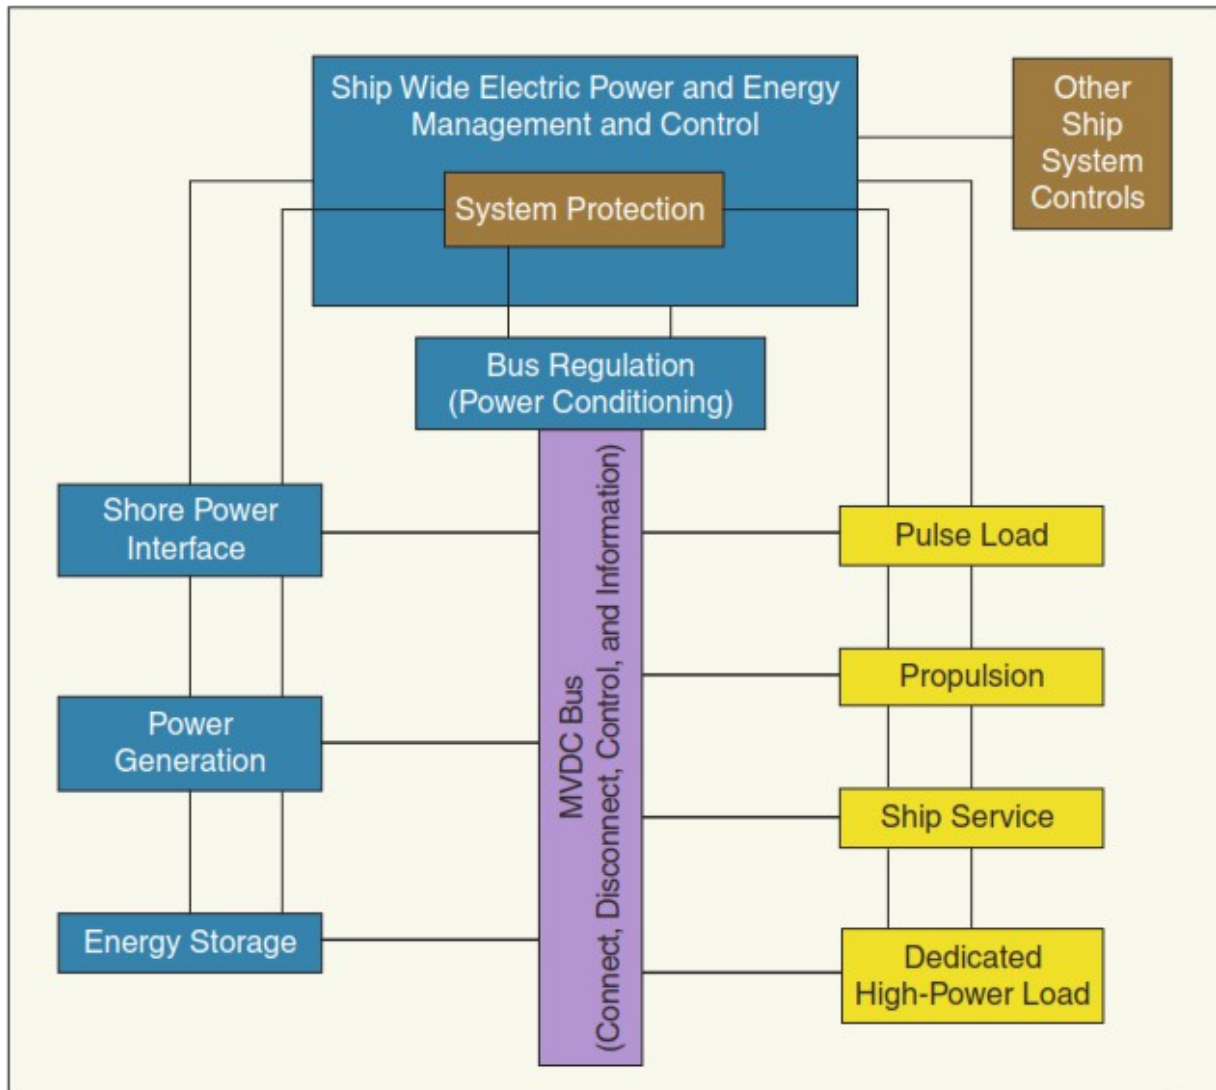 Ship Wide Electric Power and Energy
Management and Control
Other
Ship
System
Controls
System Protection
Bus Regulation
(Power Conditioning)
Shore Power
Interface
Power
Generation
Energy Storage
MVDC Bus
(Connect, Disconnect, Control, and Information)
Pulse Load
Propulsion
Ship Service
Dedicated
High-Power Load